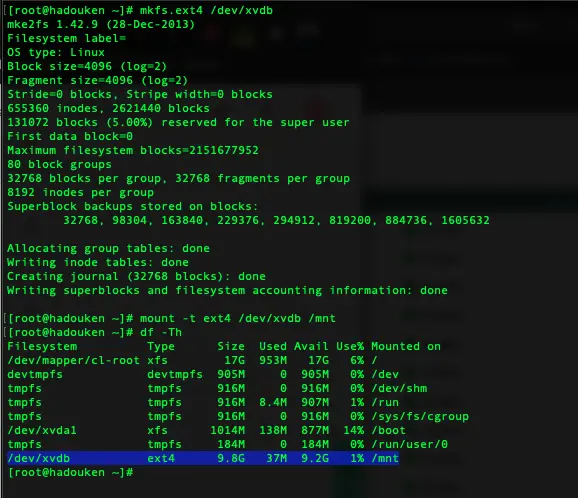 [root@hadouken ~]# mkfs.ext4 /dev/xvdb
mke2fs 1.42.9 (28-Dec-2013)
Filesystem label=
OS type: Linux
Block size=4096 (log=2)
Fragment size=4096 (log=2)
Stride=0 blocks, Stripe width=0 blocks
655360 inodes, 2621440 blocks
131072 blocks (5.00%) reserved for the super user
First data block=0
Maximum filesystem blocks=2151677952
80 block groups
32768 blocks per group, 32768 fragments per group
8192 inodes per group
Superblock backups stored on blocks:
        32768, 98304, 163840, 229376, 294912, 819200, 884736, 1605632

Allocating group tables: done
Writing inode tables: done
Creating journal (32768 blocks): done
Writing superblocks and filesystem accounting information: done

[root@hadouken ~]# mount -t ext4 /dev/xvdb /mnt
[root@hadouken ~]# df -Th
Filesystem          Type      Size  Used Avail Use% Mounted on
/dev/mapper/cl-root xfs        17G  953M   17G   6% /
devtmpfs            devtmpfs  905M     0  905M   0% /dev
tmpfs               tmpfs     916M     0  916M   0% /dev/shm
tmpfs               tmpfs     916M  8.4M  907M   1% /run
tmpfs               tmpfs     916M     0  916M   0% /sys/fs/cgroup
/dev/xvda1          xfs      1014M  138M  877M  14% /boot
tmpfs               tmpfs     184M     0  184M   0% /run/user/0
/dev/xvdb           ext4      9.8G   37M  9.2G   1% /mnt
[root@hadouken ~]#